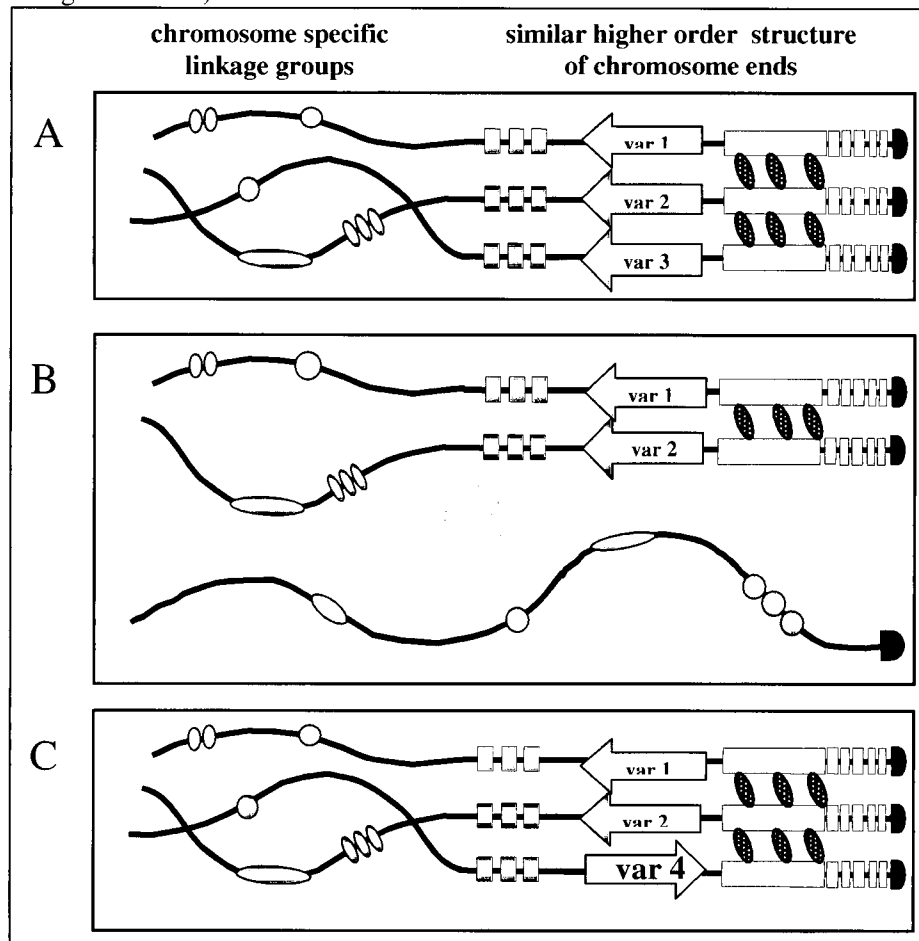 chromosome specific
linkage groups
similar higher order structure
of chromosome ends
A
var 1
var 2
var 3
B
var 1
var 2
C
var 1
var 2
var 4